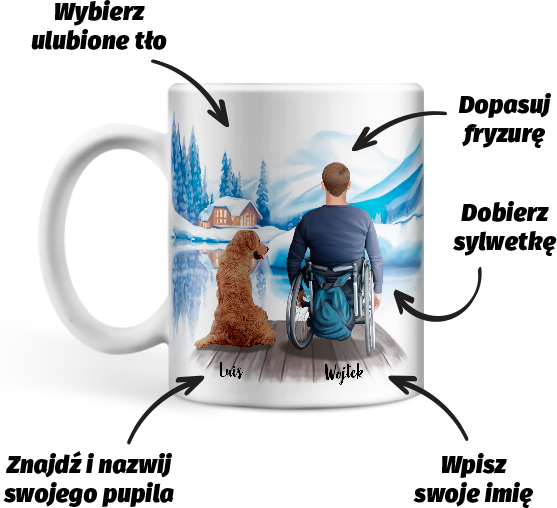 Wybierz
ulubione tło
Dopasuj
fryzurę
Dobierz
sylwetkę
Luis
Wojtek
Znajdź i nazwij
swojego pupila
Wpisz
swoje imię